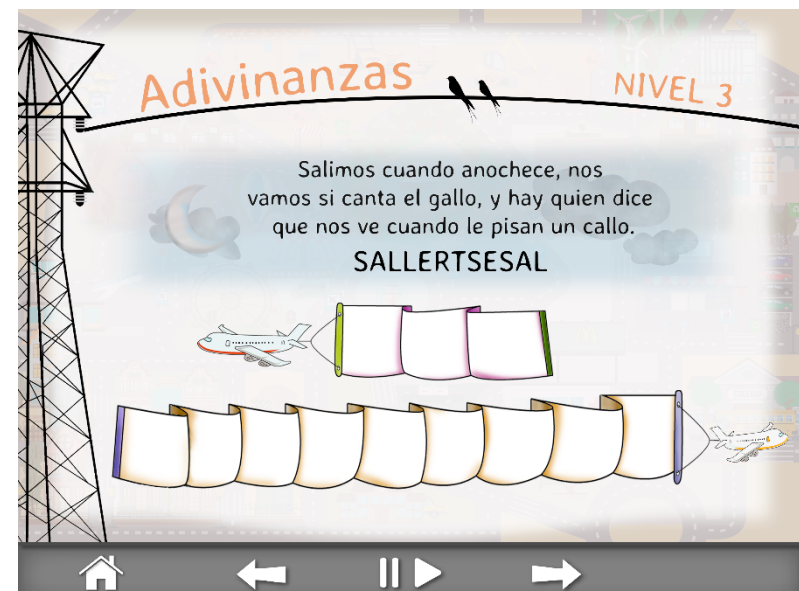 Adivinanzas
NIVEL 3
Salimos cuando anochece, nos
vamos si canta el gallo, y hay quien dice
que nos ve cuando le pisan un callo.
SALLERTSESAL